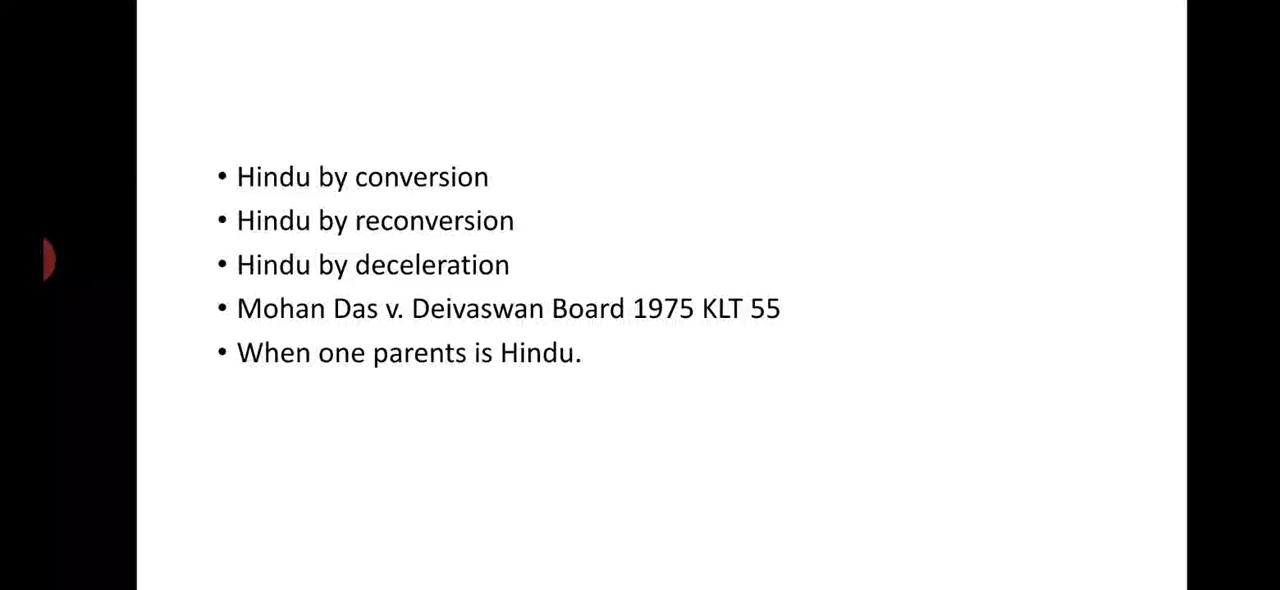 • Hindu by conversion
• Hindu by reconversion
• Hindu by deceleration
• Mohan Das v. Deivaswan Board 1975 KLT 55
• When one parents is Hindu.